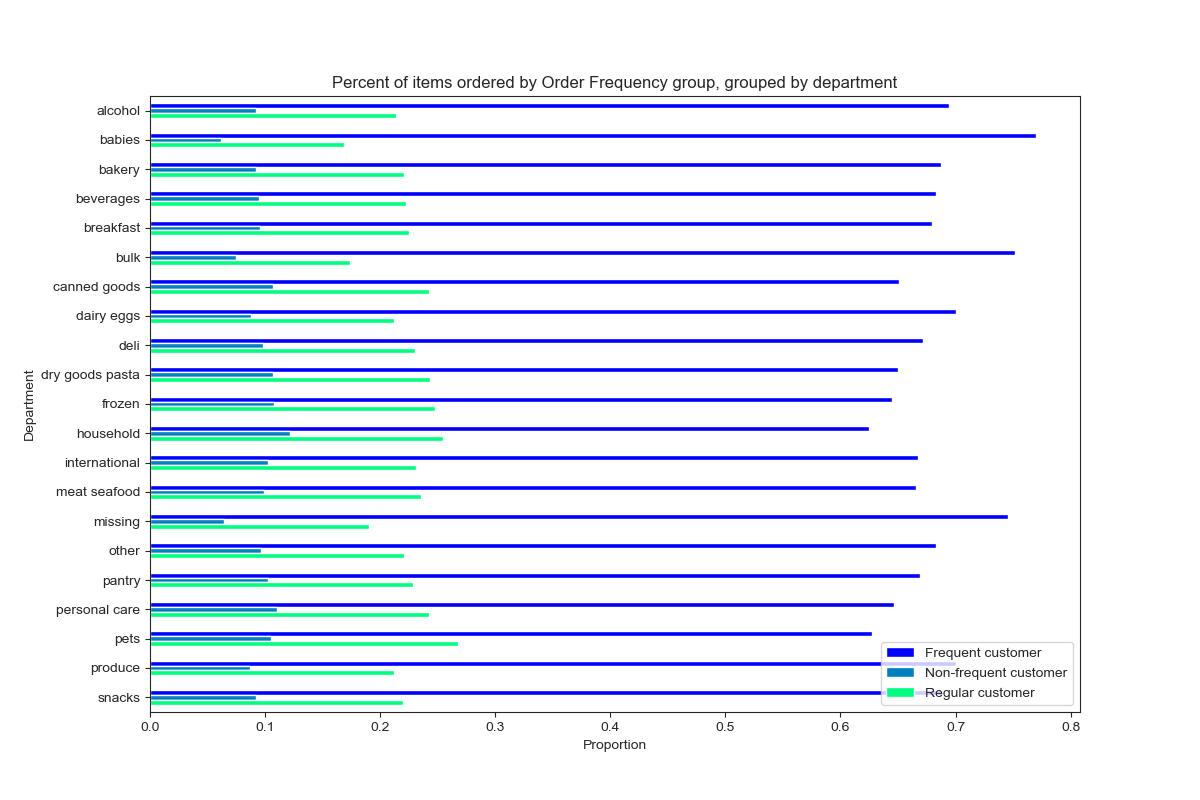 Percent of items ordered by Order Frequency group, grouped by department
Department
alcohol
babies
bakery
beverages
breakfast
bulk
canned goods
dairy eggs
deli
dry goods pasta
frozen
household
international
meat seafood
missing
other
pantry
personal care
pets
produce
snacks
Frequent customer
Non-frequent customer
Regular customer
0.0 0.1 0.2 0.3 0.4 0.5 0.6 0.7 0.8
Proportion